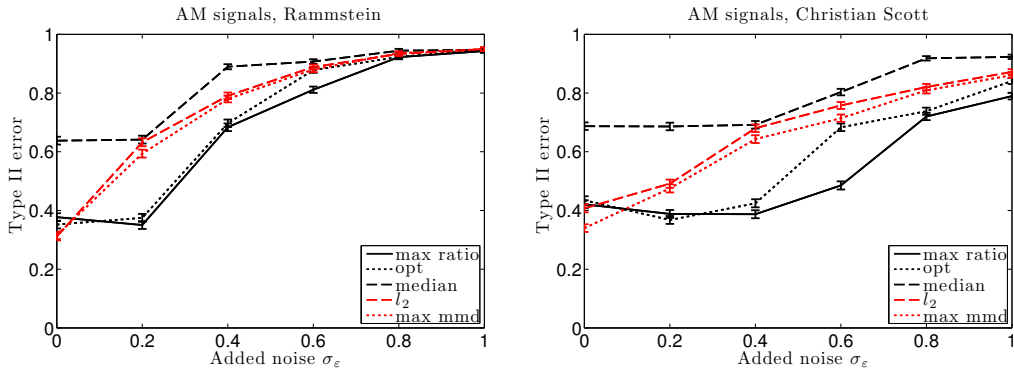 AM signals, Rammstein
1
0.8
0.6
0.4
0.2
0
Type II error
0 0.2 0.4 0.6 0.8 1
Added noise σε
max ratio
opt
median
l2
max mmd
AM signals, Christian Scott
1
0.8
0.6
0.4
0.2
0
Type II error
0 0.2 0.4 0.6 0.8 1
Added noise σε
max ratio
opt
median
l2
max mmd